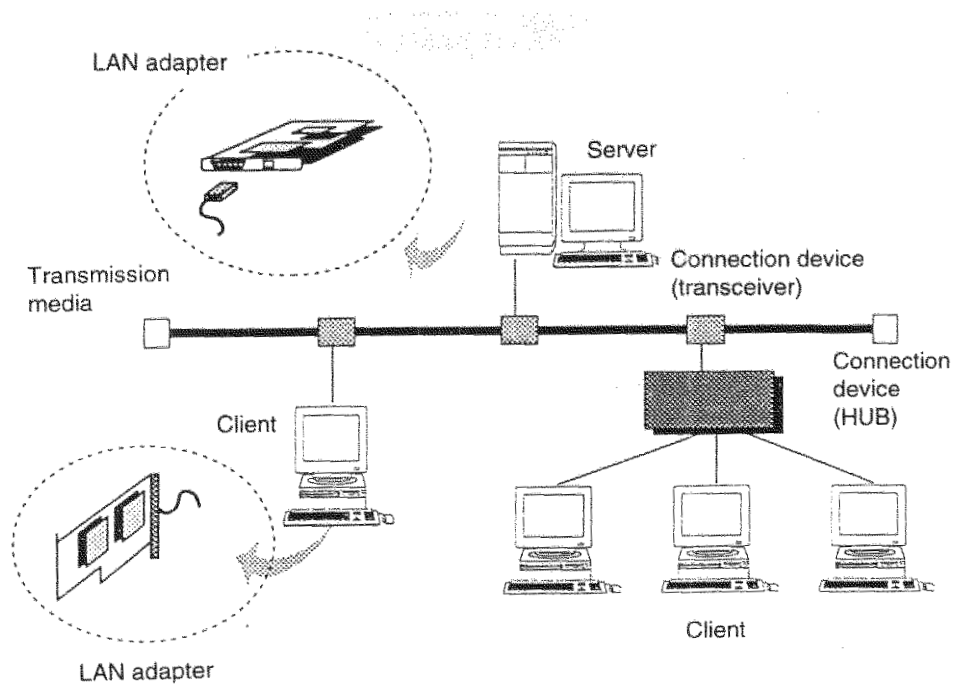 LAN adapter
Server
Transmission
media
Connection device
(transceiver)
Connection
device
(HUB)
Client
Client
LAN adapter